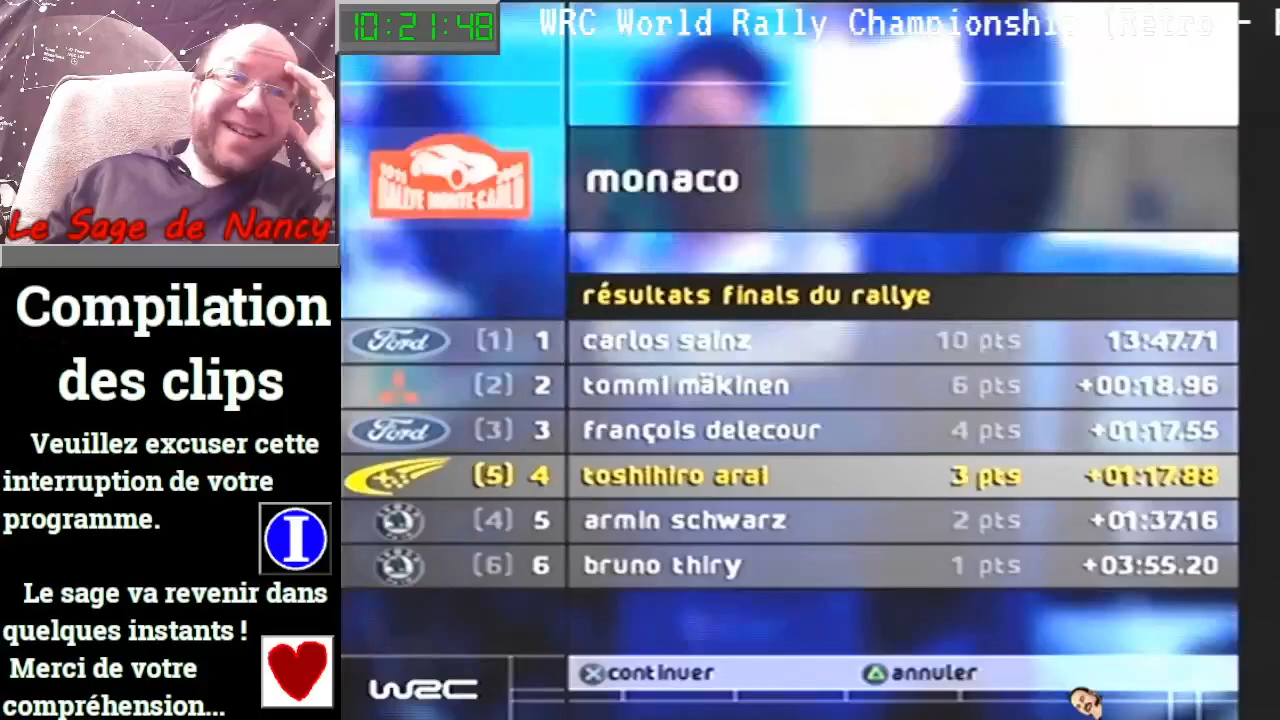 10:21:48
WRC World Rally Championship (Rétro -
Le Sage de Nancy
Compilation
des clips
Veuillez excuser cette
interruption de votre
programme.
I
Le sage va revenir dans
quelques instants !
Merci de votre
compréhension...
RALLYE MONTE-CARLO
monaco
résultats finals du rallye
Ford (1) 1 carlos sainz 10 pts 13:47.71
(2) 2 tommi mäkinen 6 pts +00:18.96
Ford (3) 3 françois delecour 4 pts +01:17.55
(5) 4 toshihiro arai 3 pts +01:17.88
(4) 5 armin schwarz 2 pts +01:37.16
(6) 6 bruno thiry 1 pts +03:55.20
continuer annuler
WRC